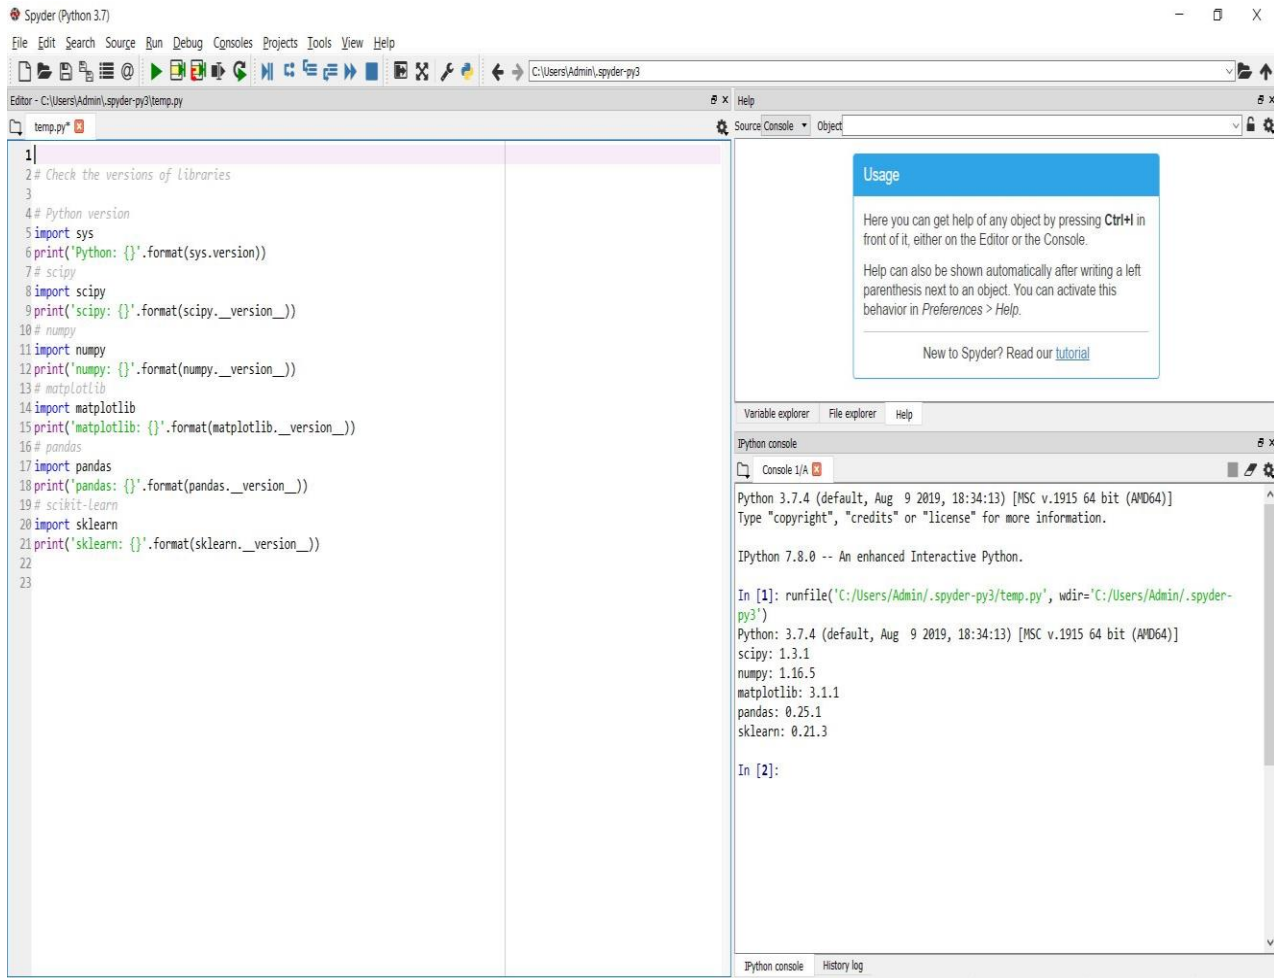 Spyder (Python 3.7)
File Edit Search Source Run Debug Consoles Projects Tools View Help
C:\Users\Admin\.spyder-py3
Editor - C:\Users\Admin\.spyder-py3\temp.py
temp.py*
1
2 # Check the versions of libraries
3
4 # Python version
5 import sys
6 print('Python: {}'.format(sys.version))
7 # scipy
8 import scipy
9 print('scipy: {}'.format(scipy.__version__))
10 # numpy
11 import numpy
12 print('numpy: {}'.format(numpy.__version__))
13 # matplotlib
14 import matplotlib
15 print('matplotlib: {}'.format(matplotlib.__version__))
16 # pandas
17 import pandas
18 print('pandas: {}'.format(pandas.__version__))
19 # scikit-learn
20 import sklearn
21 print('sklearn: {}'.format(sklearn.__version__))
22
23
Help
Source Console Object
Usage
Here you can get help of any object by pressing Ctrl+I in
front of it, either on the Editor or the Console.
Help can also be shown automatically after writing a left
parenthesis next to an object. You can activate this
behavior in Preferences > Help.
New to Spyder? Read our tutorial
Variable explorer File explorer Help
IPython console
Console 1/A
Python 3.7.4 (default, Aug  9 2019, 18:34:13) [MSC v.1915 64 bit (AMD64)]
Type "copyright", "credits" or "license" for more information.
IPython 7.8.0 -- An enhanced Interactive Python.
In [1]: runfile('C:/Users/Admin/.spyder-py3/temp.py', wdir='C:/Users/Admin/.spyder-
py3')
Python: 3.7.4 (default, Aug  9 2019, 18:34:13) [MSC v.1915 64 bit (AMD64)]
scipy: 1.3.1
numpy: 1.16.5
matplotlib: 3.1.1
pandas: 0.25.1
sklearn: 0.21.3
In [2]:
IPython console History log